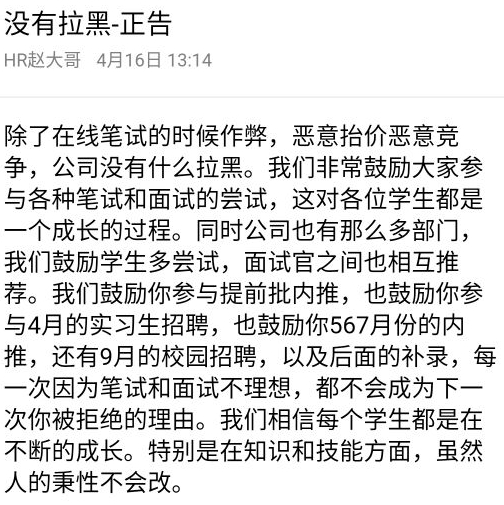 没有拉黑-正告
HR赵大哥 4月16日 13:14
除了在线笔试的时候作弊，恶意抬价恶意竞
争，公司没有什么拉黑。我们非常鼓励大家参
与各种笔试和面试的尝试，这对各位学生都是
一个成长的过程。同时公司也有那么多部门，
我们鼓励学生多尝试，面试官之间也相互推
荐。我们鼓励你参与提前批内推，也鼓励你参
与4月的实习生招聘，也鼓励你567月份的内
推，还有9月的校园招聘，以及后面的补录，每
一次因为笔试和面试不理想，都不会成为下一
次你被拒绝的理由。我们相信每个学生都是在
不断的成长。特别是在知识和技能方面，虽然
人的秉性不会改。